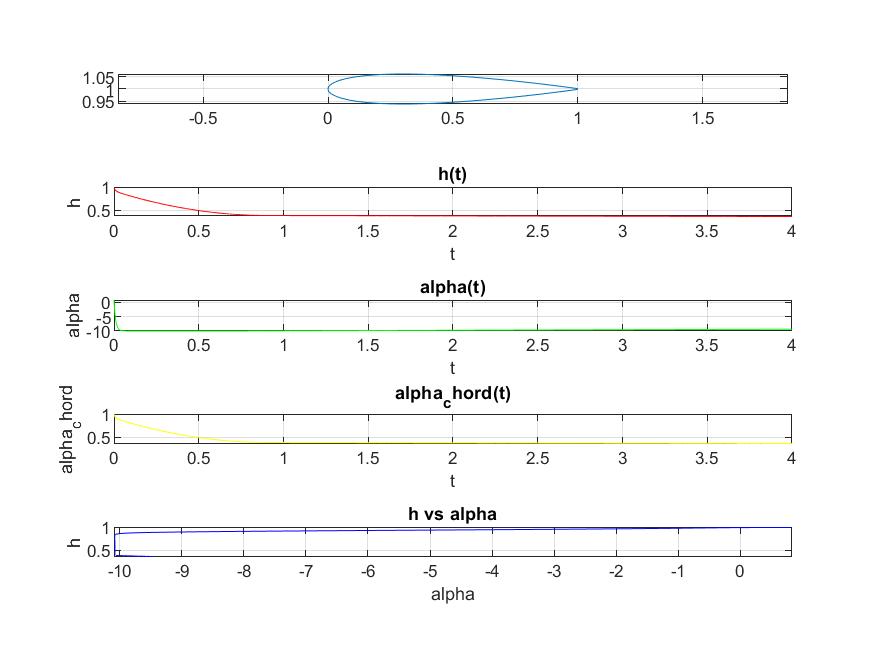 1.05
1
0.95
-0.5 0 0.5 1 1.5
h(t)
1
h
0.5
0 0.5 1 1.5 2 2.5 3 3.5 4
t
alpha(t)
0
alpha
-5
-10
0 0.5 1 1.5 2 2.5 3 3.5 4
t
alpha_chord(t)
1
alpha_chord
0.5
0 0.5 1 1.5 2 2.5 3 3.5 4
t
h vs alpha
1
h
0.5
-10 -9 -8 -7 -6 -5 -4 -3 -2 -1 0
alpha